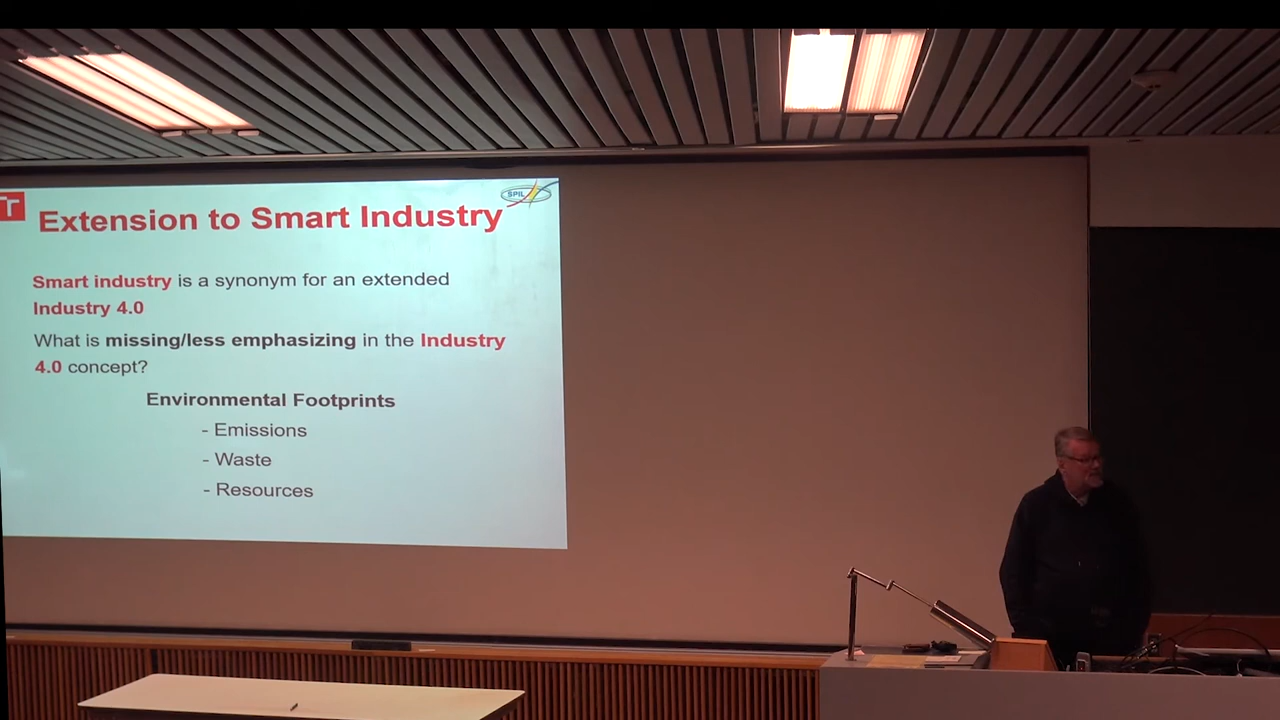 T
SPIL
Extension to Smart Industry
Smart industry is a synonym for an extended
Industry 4.0
What is missing/less emphasizing in the Industry
4.0 concept?
Environmental Footprints
- Emissions
- Waste
- Resources